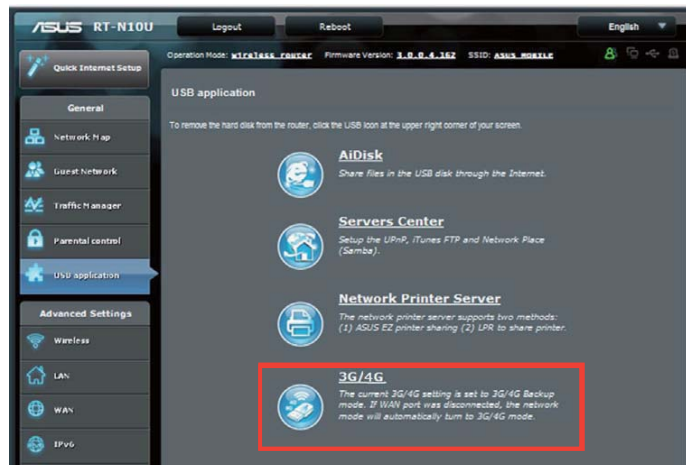 ASUS RT-N10U
Logout
Reboot
English
Quick Internet Setup
Operation Mode: wireless router Firmware Version: 3.0.0.4.162 SSID: ASUS MOBILE
General
Network Map
Guest Network
Traffic Manager
Parental control
USB application
Advanced Settings
Wireless
LAN
WAN
IPv6
USB application
To remove the hard disk from the router, click the USB icon at the upper right corner of your screen.
AiDisk
Share files in the USB disk through the Internet.
Servers Center
Setup the UPnP, iTunes FTP and Network Place
(Samba).
Network Printer Server
The network printer server supports two methods:
(1) ASUS EZ printer sharing (2) LPR to share printer.
3G/4G
The current 3G/4G setting is set to 3G/4G Backup
mode. If WAN port was disconnected, the network
mode will automatically turn to 3G/4G mode.